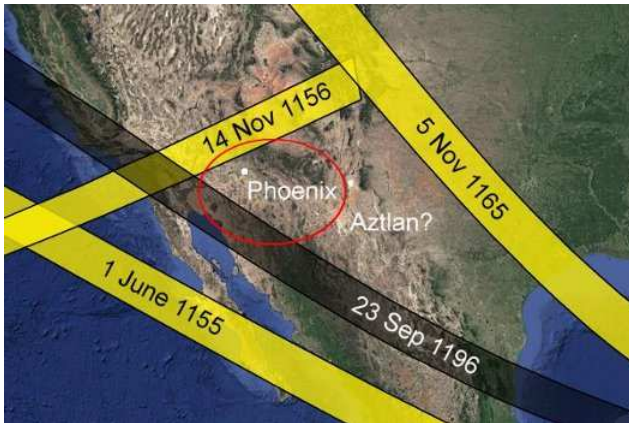 14 Nov 1156
5 Nov 1165
Phoenix
Aztlan?
1 June 1155
23 Sep 1196